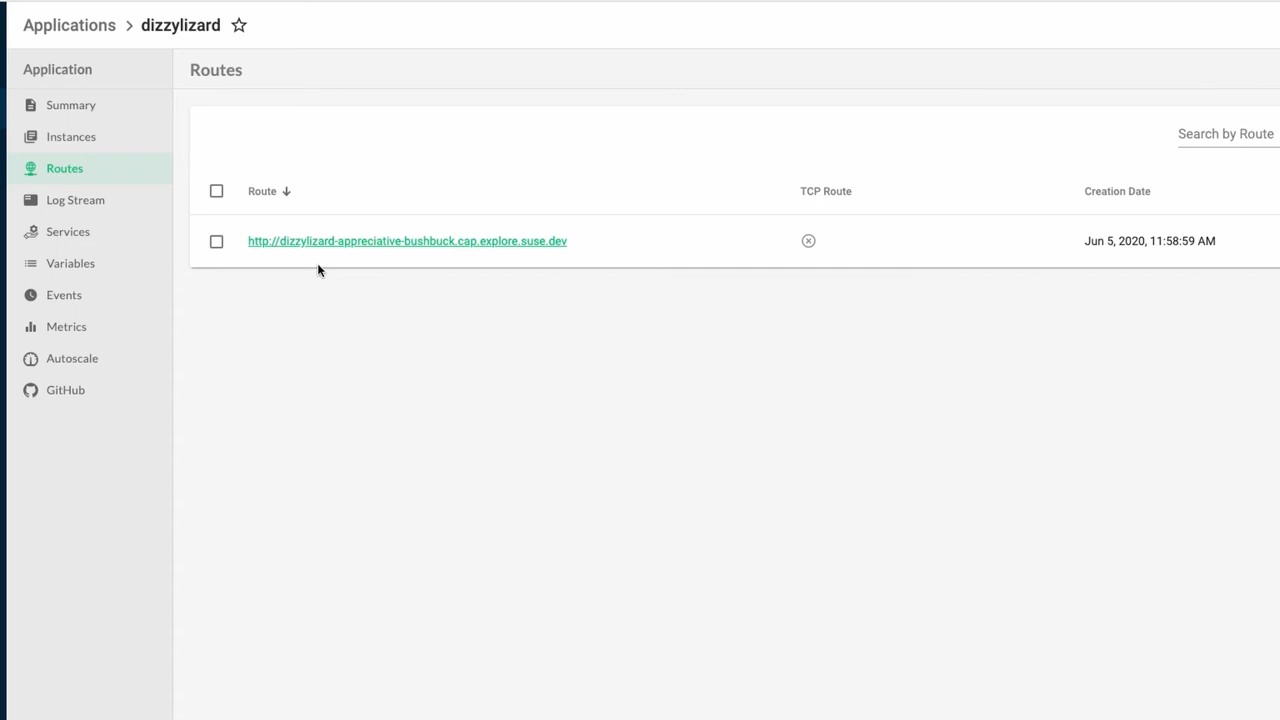 Applications > dizzylizard
Application
Summary
Instances
Routes
Log Stream
Services
Variables
Events
Metrics
Autoscale
GitHub
Routes
Search by Route
Route TCP Route Creation Date
http://dizzylizard-appreciative-bushbuck.cap.explore.suse.dev Jun 5, 2020, 11:58:59 AM